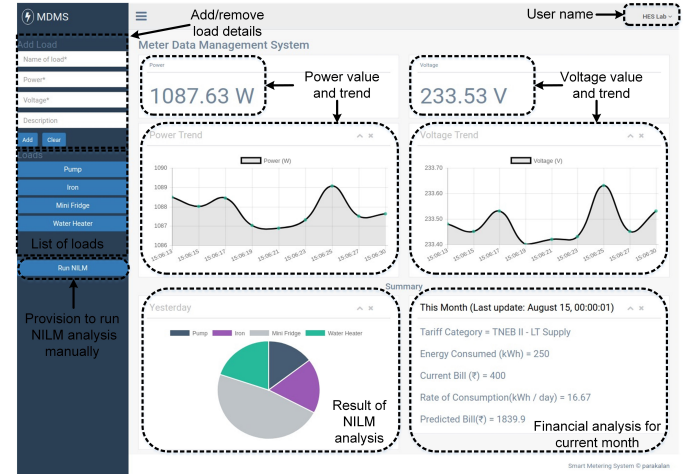 MDMS
Add/remove
load details
User name
HES Lab
Add Load
Name of load*
Power*
Voltage*
Description
Add
Clear
Loads
Pump
Iron
Mini Fridge
Water Heater
List of loads
Run NILM
Provision to run
NILM analysis
manually
Meter Data Management System
Power
1087.63 W
Power value
and trend
Voltage
233.53 V
Voltage value
and trend
Power Trend
Power (W)
1090
1089
1088
1087
1086
15:06:13
15:06:15
15:06:17
15:06:19
15:06:21
15:06:23
15:06:25
15:06:26
15:06:27
15:06:30
Voltage Trend
Voltage (V)
233.70
233.60
233.50
233.40
15:06:13
15:06:15
15:06:17
15:06:19
15:06:21
15:06:23
15:06:25
15:06:26
15:06:27
15:06:30
Summary
Yesterday
Pump
Iron
Mini Fridge
Water Heater
Result of
NILM
analysis
This Month (Last update: August 15, 00:00:01)
Tariff Category = TNEB II - LT Supply
Energy Consumed (kWh) = 250
Current Bill (₹) = 400
Rate of Consumption(kWh / day) = 16.67
Predicted Bill(₹) = 1839.9
Financial analysis for
current month
Smart Metering System © parakalan